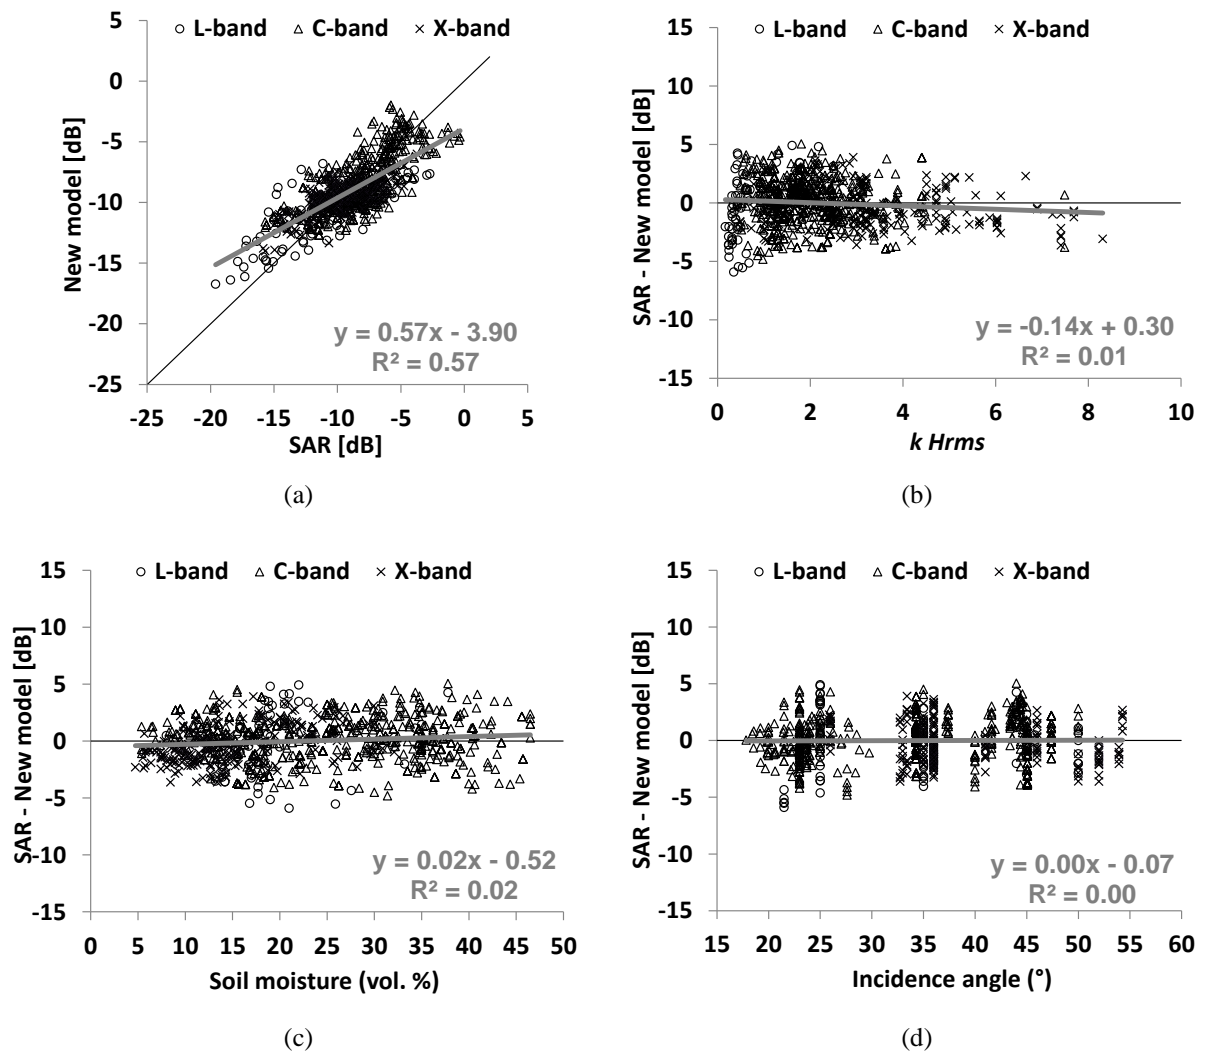 L-band C-band X-band
5
0
-5
-10
-15
-20
-25
New model [dB]
y = 0.57x - 3.90
R² = 0.57
-25 -20 -15 -10 -5 0 5
SAR [dB]
(a)
L-band C-band X-band
15
10
5
0
-5
-10
-15
SAR - New model [dB]
y = -0.14x + 0.30
R² = 0.01
0 2 4 6 8 10
k Hrms
(b)
L-band C-band X-band
15
10
5
0
-5
-10
-15
SAR - New model [dB]
y = 0.02x - 0.52
R² = 0.02
0 5 10 15 20 25 30 35 40 45 50
Soil moisture (vol. %)
(c)
L-band C-band X-band
15
10
5
0
-5
-10
-15
SAR - New model [dB]
y = 0.00x - 0.07
R² = 0.00
15 20 25 30 35 40 45 50 55 60
Incidence angle (°)
(d)